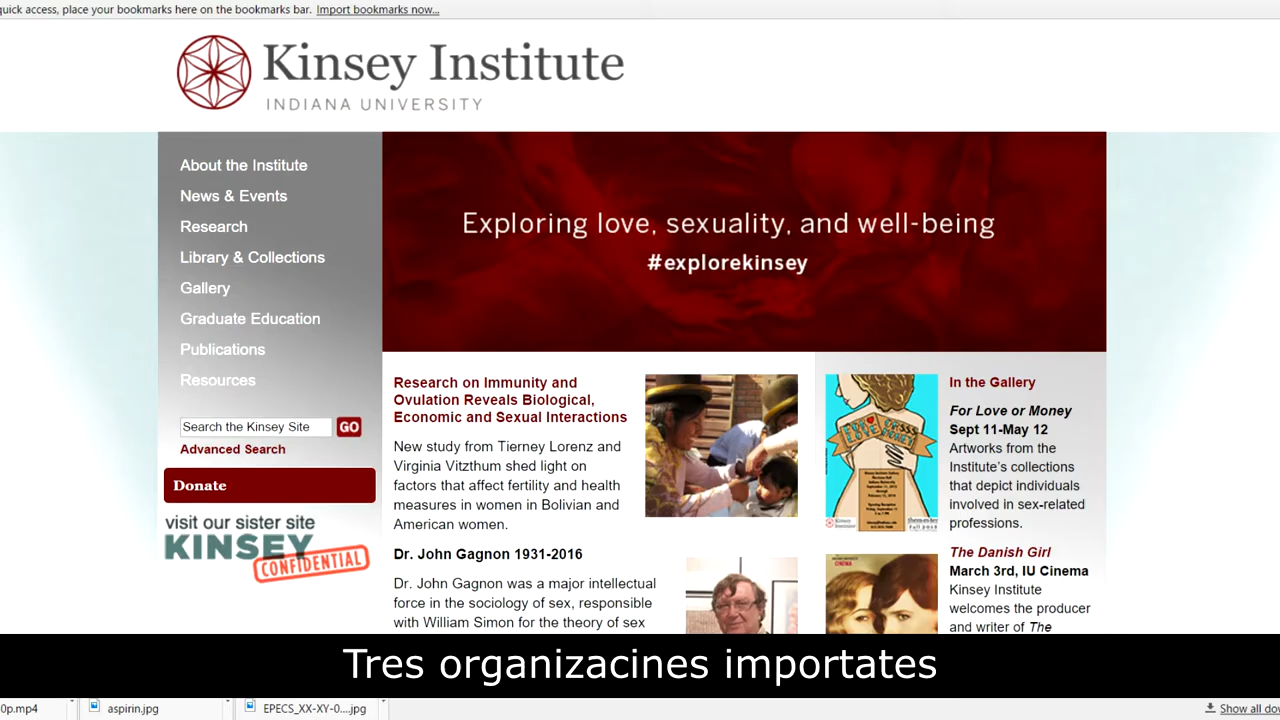 quick access, place your bookmarks here on the bookmarks bar. Import bookmarks now...
Kinsey Institute
INDIANA UNIVERSITY
About the Institute
News & Events
Research
Library & Collections
Gallery
Graduate Education
Publications
Resources
Search the Kinsey Site GO
Advanced Search
Donate
visit our sister site
KINSEY
CONFIDENTIAL
Exploring love, sexuality, and well-being
#explorekinsey
Research on Immunity and
Ovulation Reveals Biological,
Economic and Sexual Interactions
New study from Tierney Lorenz and
Virginia Vitzthum shed light on
factors that affect fertility and health
measures in women in Bolivian and
American women.
Dr. John Gagnon 1931-2016
Dr. John Gagnon was a major intellectual
force in the sociology of sex, responsible
with William Simon for the theory of sex
In the Gallery
For Love or Money
Sept 11-May 12
Artworks from the
Institute's collections
that depict individuals
involved in sex-related
professions.
The Danish Girl
March 3rd, IU Cinema
Kinsey Institute
welcomes the producer
and writer of The
CINEMA
Tres organizacines importates
0p.mp4
aspirin.jpg
EPECS_XX-XY-0....jpg
Show all do